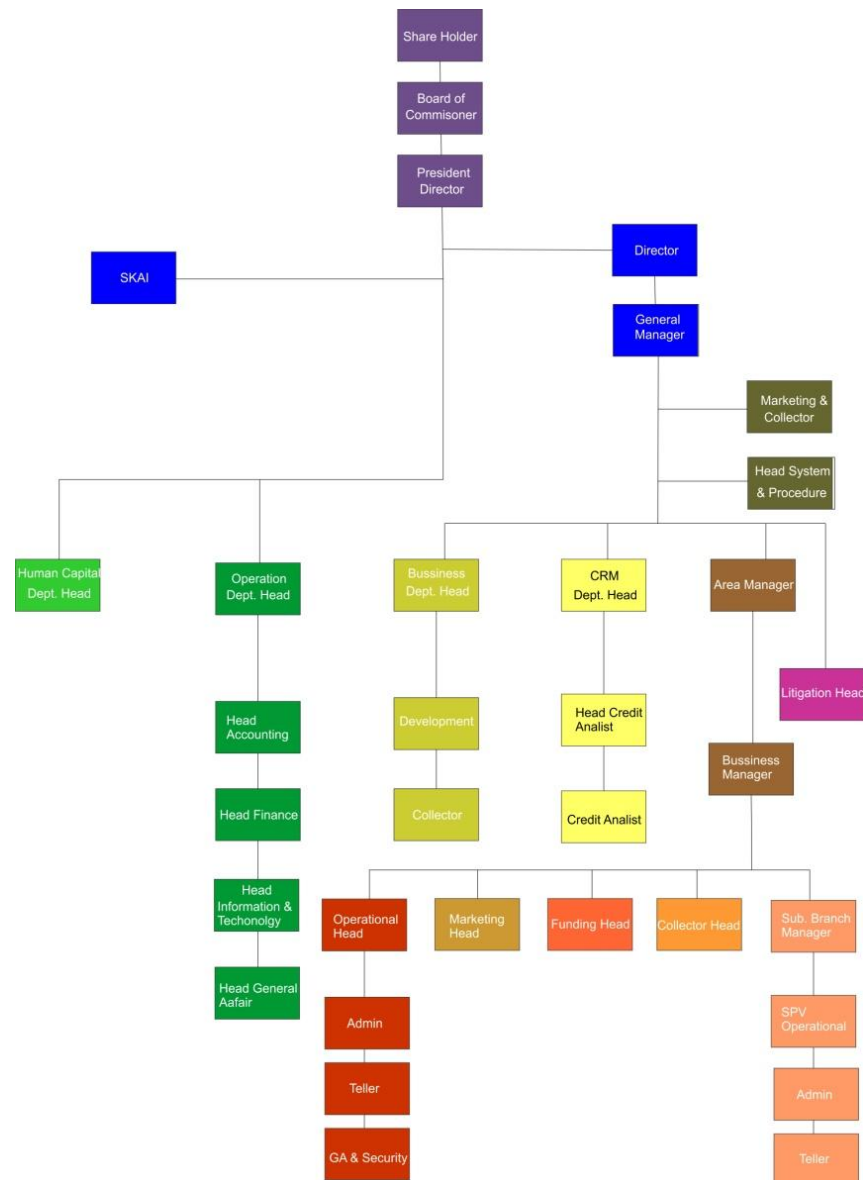 Share Holder
Board of
Commisoner
President
Director
Director
SKAI
General
Manager
Marketing &
Collector
Head System
& Procedure
Human Capital
Dept. Head
Operation
Dept. Head
Bussiness
Dept. Head
CRM
Dept. Head
Area Manager
Litigation Head
Head
Accounting
Development
Head Credit
Analist
Bussiness
Manager
Head Finance
Collector
Credit Analist
Head
Information &
Techonolgy
Operational
Head
Marketing
Head
Funding Head
Collector Head
Sub. Branch
Manager
Head General
Aafair
Admin
SPV
Operational
Teller
Admin
GA & Security
Teller